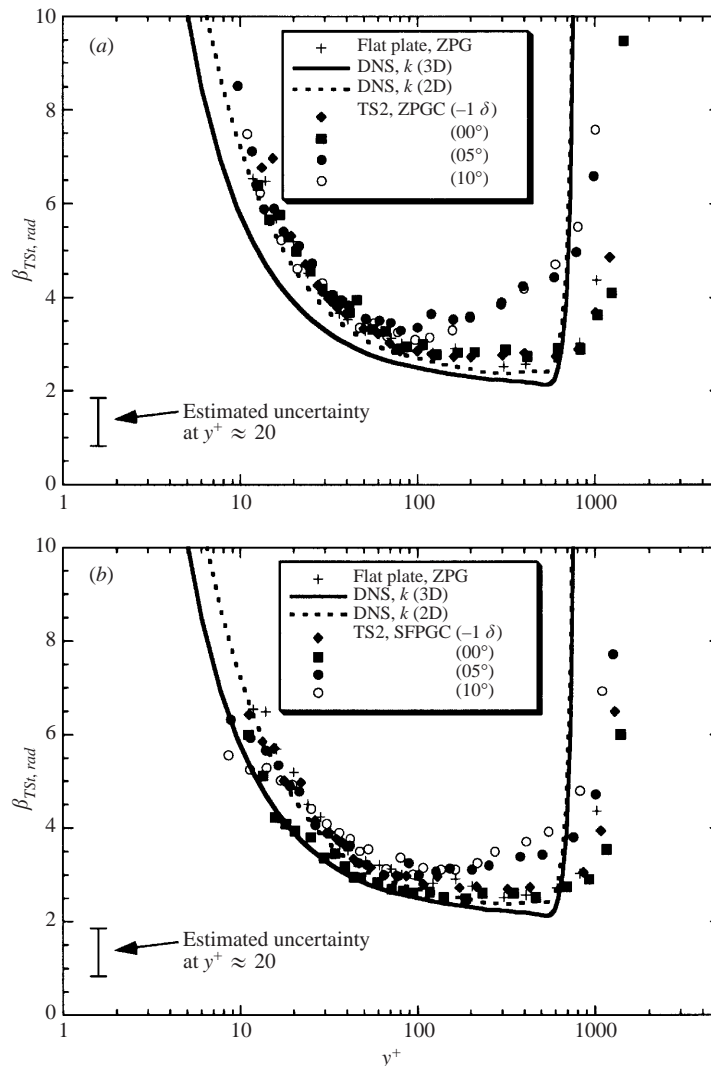 10
(a)
+ Flat plate, ZPG
DNS, k (3D)
DNS, k (2D)
TS2, ZPGC (–1 δ)
(00°)
(05°)
(10°)
8
6
β_TSt, rad
4
2
Estimated uncertainty
at y⁺ ≈ 20
0
1 10 100 1000
10
(b)
+ Flat plate, ZPG
DNS, k (3D)
DNS, k (2D)
TS2, SFPGC (–1 δ)
(00°)
(05°)
(10°)
8
6
β_TSt, rad
4
2
Estimated uncertainty
at y⁺ ≈ 20
0
1 10 100 1000
y⁺